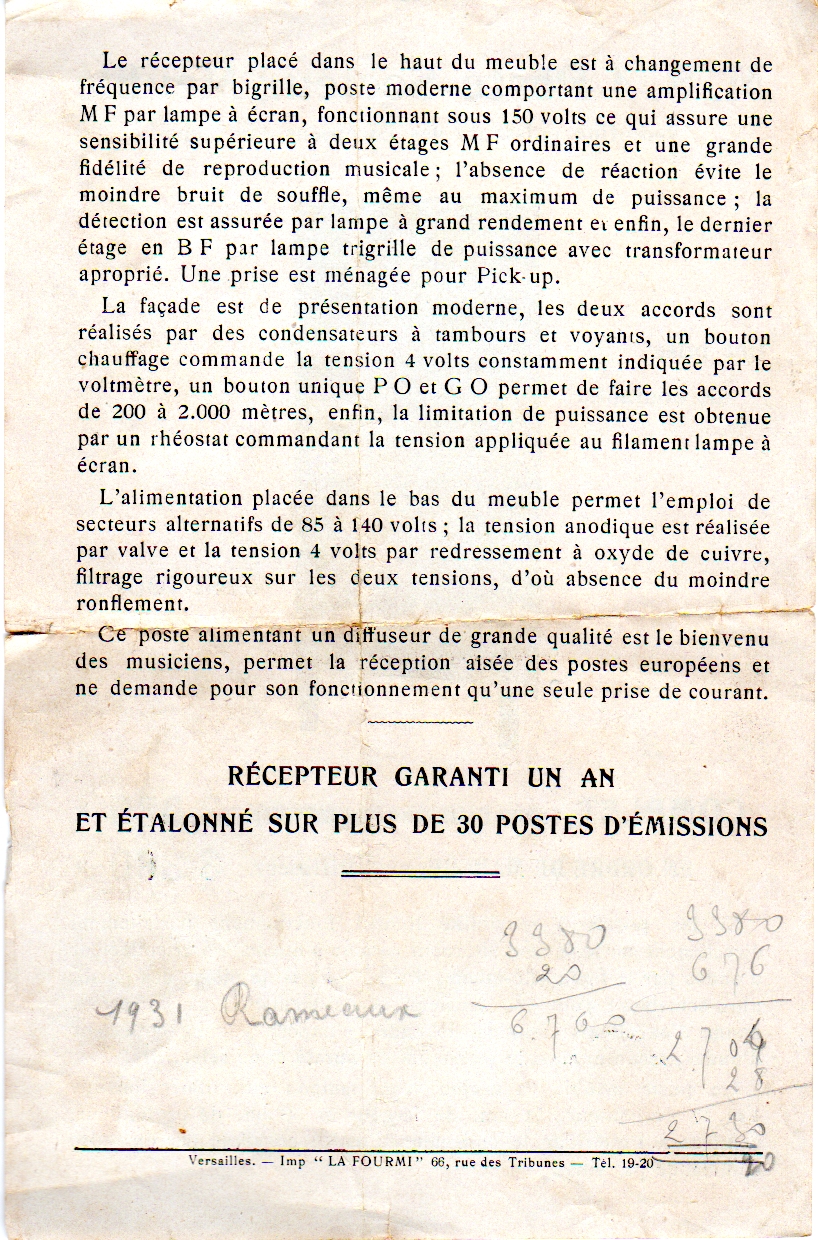 Le récepteur placé dans le haut du meuble est à changement de
fréquence par bigrille, poste moderne comportant une amplification
M F par lampe à écran, fonctionnant sous 150 volts ce qui assure une
sensibilité supérieure à deux étages M F ordinaires et une grande
fidélité de reproduction musicale ; l'absence de réaction évite le
moindre bruit de souffle, même au maximum de puissance ; la
détection est assurée par lampe à grand rendement et enfin, le dernier
étage en B F par lampe trigrille de puissance avec transformateur
aproprié. Une prise est ménagée pour Pick-up.
La façade est de présentation moderne, les deux accords sont
réalisés par des condensateurs à tambours et voyants, un bouton
chauffage commande la tension 4 volts constamment indiquée par le
voltmètre, un bouton unique P O et G O permet de faire les accords
de 200 à 2.000 mètres, enfin, la limitation de puissance est obtenue
par un rhéostat commandant la tension appliquée au filament lampe à
écran.
L'alimentation placée dans le bas du meuble permet l'emploi de
secteurs alternatifs de 85 à 140 volts ; la tension anodique est réalisée
par valve et la tension 4 volts par redressement à oxyde de cuivre,
filtrage rigoureux sur les deux tensions, d'où absence du moindre
ronflement.
Ce poste alimentant un diffuseur de grande qualité est le bienvenu
des musiciens, permet la réception aisée des postes européens et
ne demande pour son fonctionnement qu'une seule prise de courant.
RÉCEPTEUR GARANTI UN AN
ET ÉTALONNÉ SUR PLUS DE 30 POSTES D'ÉMISSIONS
3380
20
6.760
3380
676
2704
28
2730
20
1931 Rameaux
Versailles. — Imp " LA FOURMI " 66, rue des Tribunes — Tél. 19-20